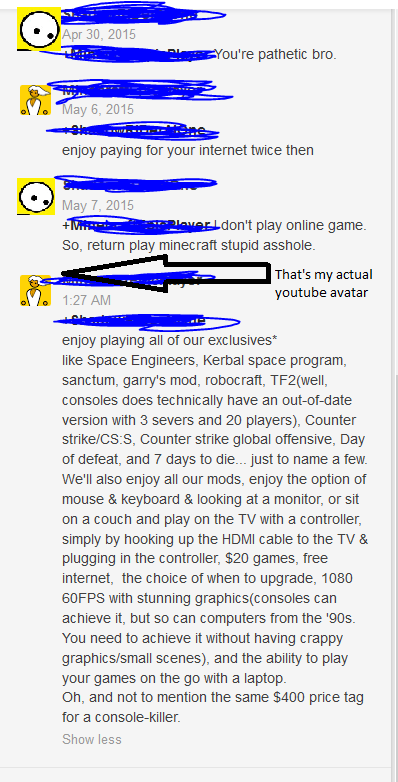 Apr 30, 2015
You're pathetic bro.
May 6, 2015
enjoy paying for your internet twice then
May 7, 2015
I don't play online game.
So, return play minecraft stupid asshole.
That's my actual
youtube avatar
1:27 AM
enjoy playing all of our exclusives*
like Space Engineers, Kerbal space program,
sanctum, garry's mod, robocraft, TF2(well,
consoles does technically have an out-of-date
version with 3 severs and 20 players), Counter
strike/CS:S, Counter strike global offensive, Day
of defeat, and 7 days to die... just to name a few.
We'll also enjoy all our mods, enjoy the option of
mouse & keyboard & looking at a monitor, or sit
on a couch and play on the TV with a controller,
simply by hooking up the HDMI cable to the TV &
plugging in the controller, $20 games, free
internet,  the choice of when to upgrade, 1080
60FPS with stunning graphics(consoles can
achieve it, but so can computers from the '90s.
You need to achieve it without having crappy
graphics/small scenes), and the ability to play
your games on the go with a laptop.
Oh, and not to mention the same $400 price tag
for a console-killer.
Show less